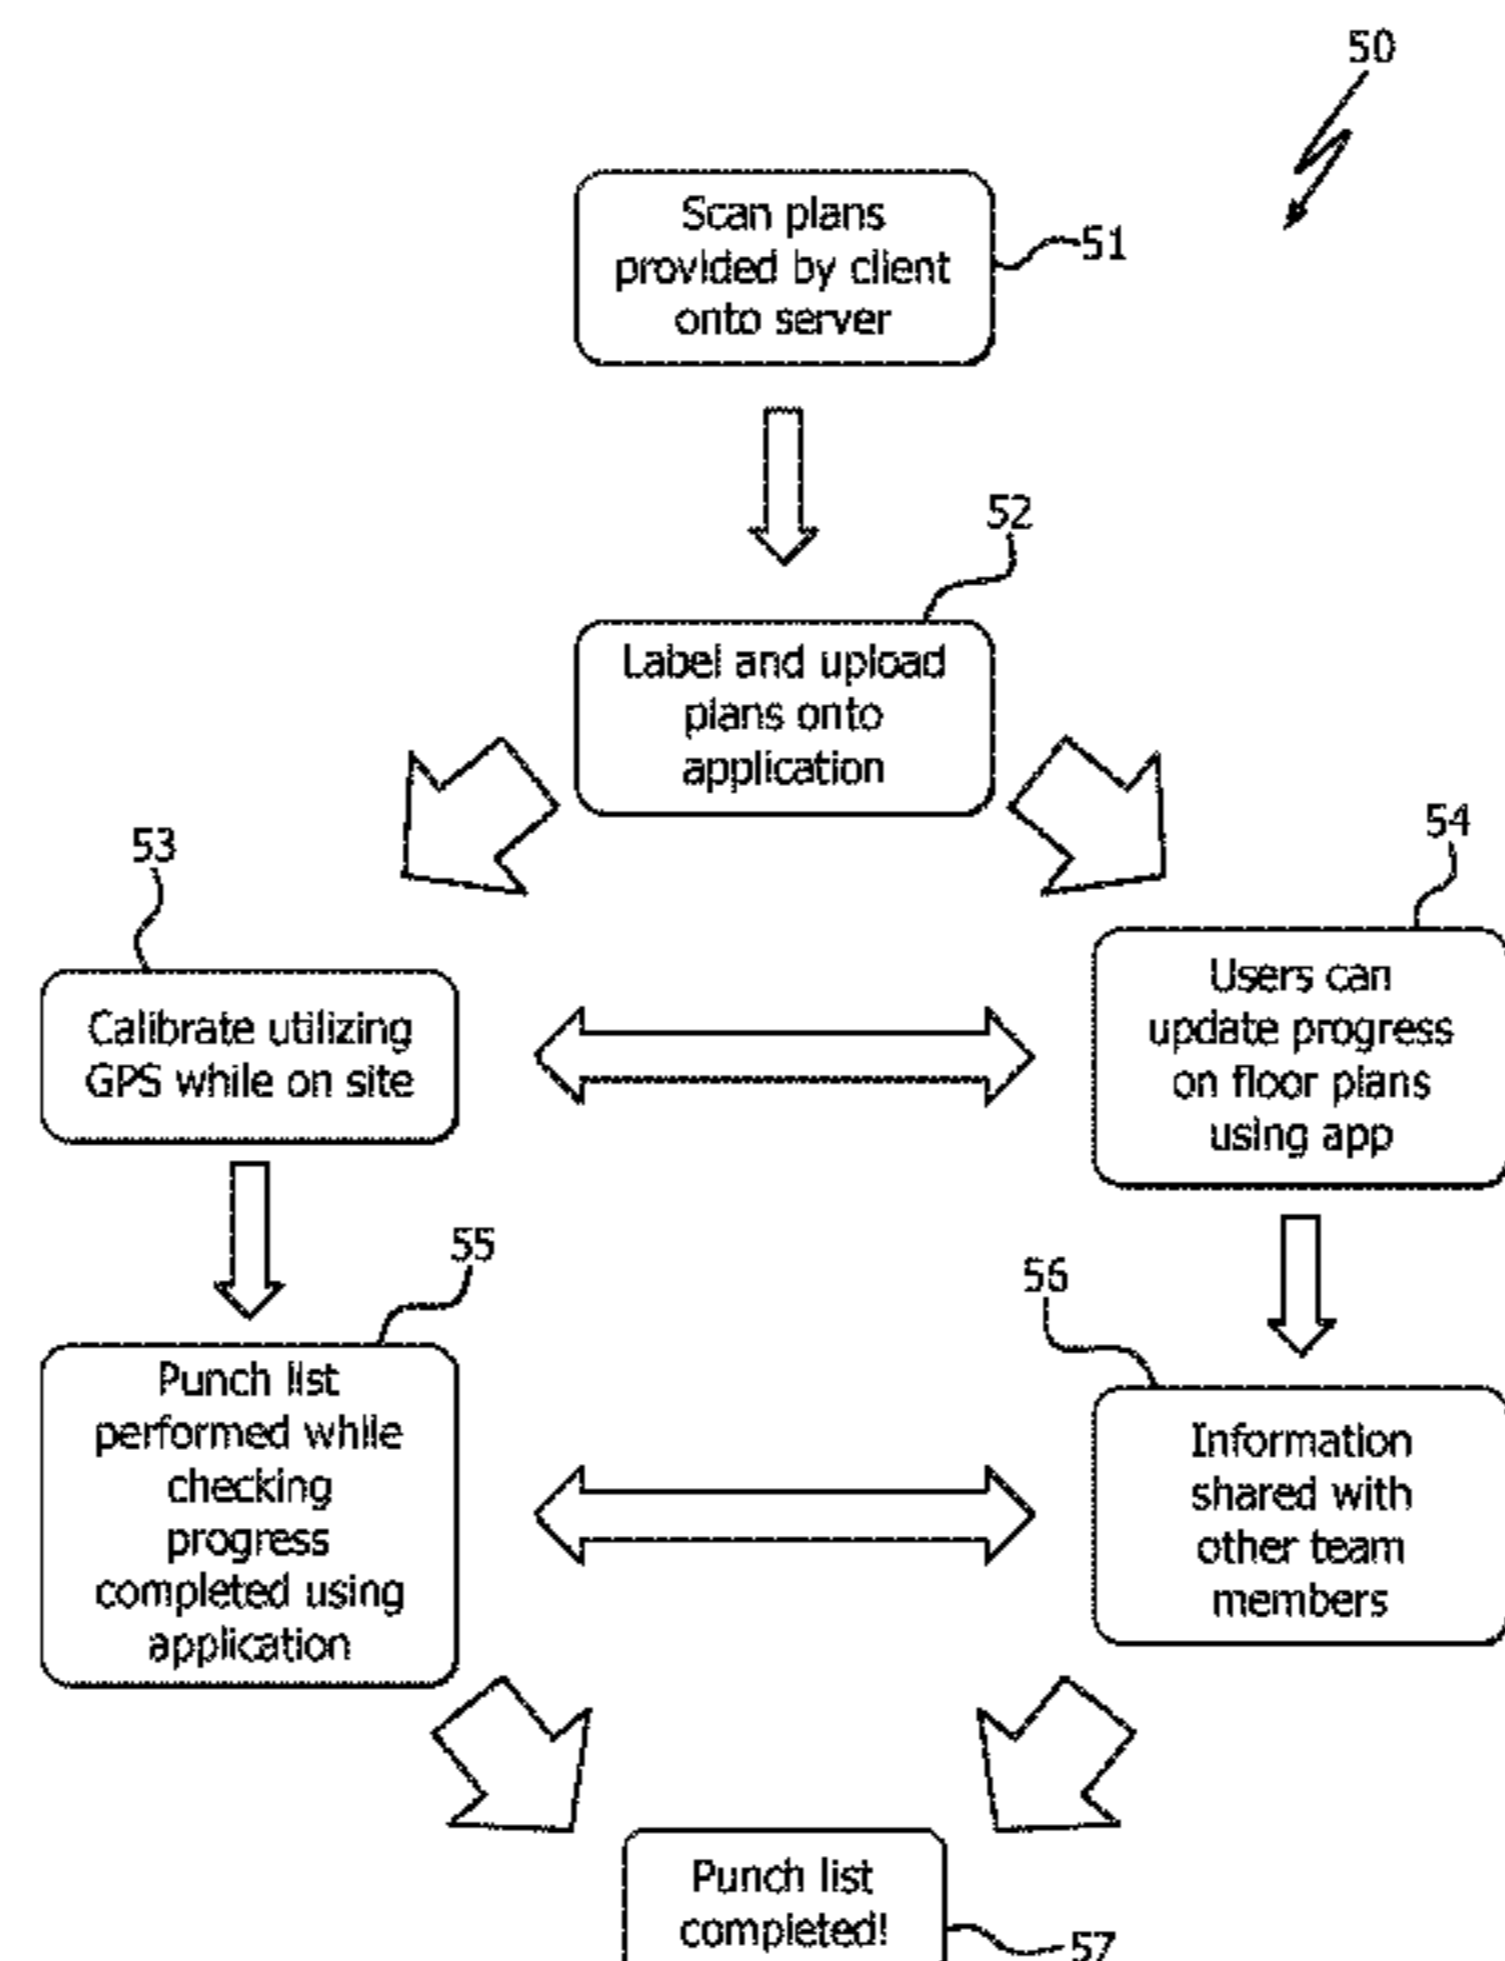 50
Scan plans
provided by client
onto server
51
52
Label and upload
plans onto
application
53
54
Calibrate utilizing
GPS while on site
Users can
update progress
on floor plans
using app
55
56
Punch list
performed while
checking
progress
completed using
application
Information
shared with
other team
members
Punch list
completed!
57